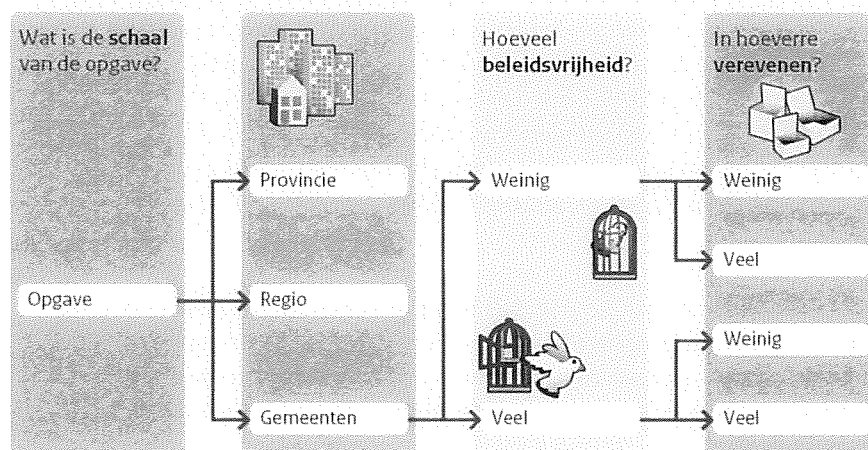 Wat is de schaal
van de opgave?
Hoeveel
beleidsvrijheid?
In hoeverre
verevenen?
Provincie
Weinig
Weinig
Veel
Opgave
Regio
Weinig
Gemeenten
Veel
Veel